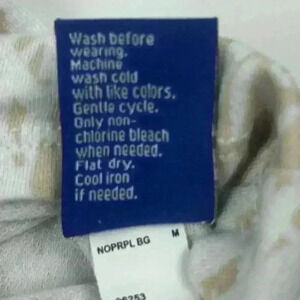 Wash before
wearing.
Machine
wash cold
with like colors.
Gentle cycle.
Only non-
chlorine bleach
when needed.
Flat dry.
Cool iron
if needed.
NOPRPL BG M